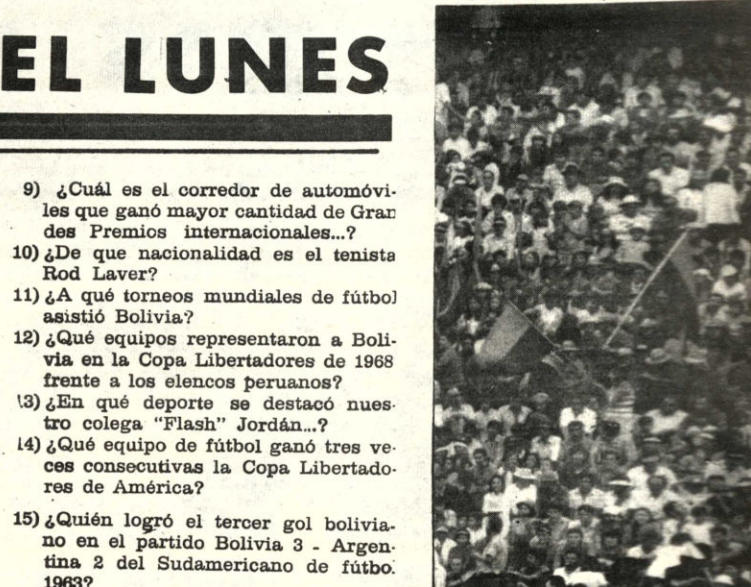 EL LUNES
9) ¿Cuál es el corredor de automóvi-
les que ganó mayor cantidad de Gran
des Premios internacionales...?
10) ¿De que nacionalidad es el tenista
Rod Laver?
11) ¿A qué torneos mundiales de fútbol
asistió Bolivia?
12) ¿Qué equipos representaron a Boli-
via en la Copa Libertadores de 1968
frente a los elencos peruanos?
13) ¿En qué deporte se destacó nues-
tro colega "Flash" Jordán...?
14) ¿Qué equipo de fútbol ganó tres ve-
ces consecutivas la Copa Libertado-
res de América?
15) ¿Quién logró el tercer gol bolivia-
no en el partido Bolivia 3 - Argen-
tina 2 del Sudamericano de fútbol
1963?